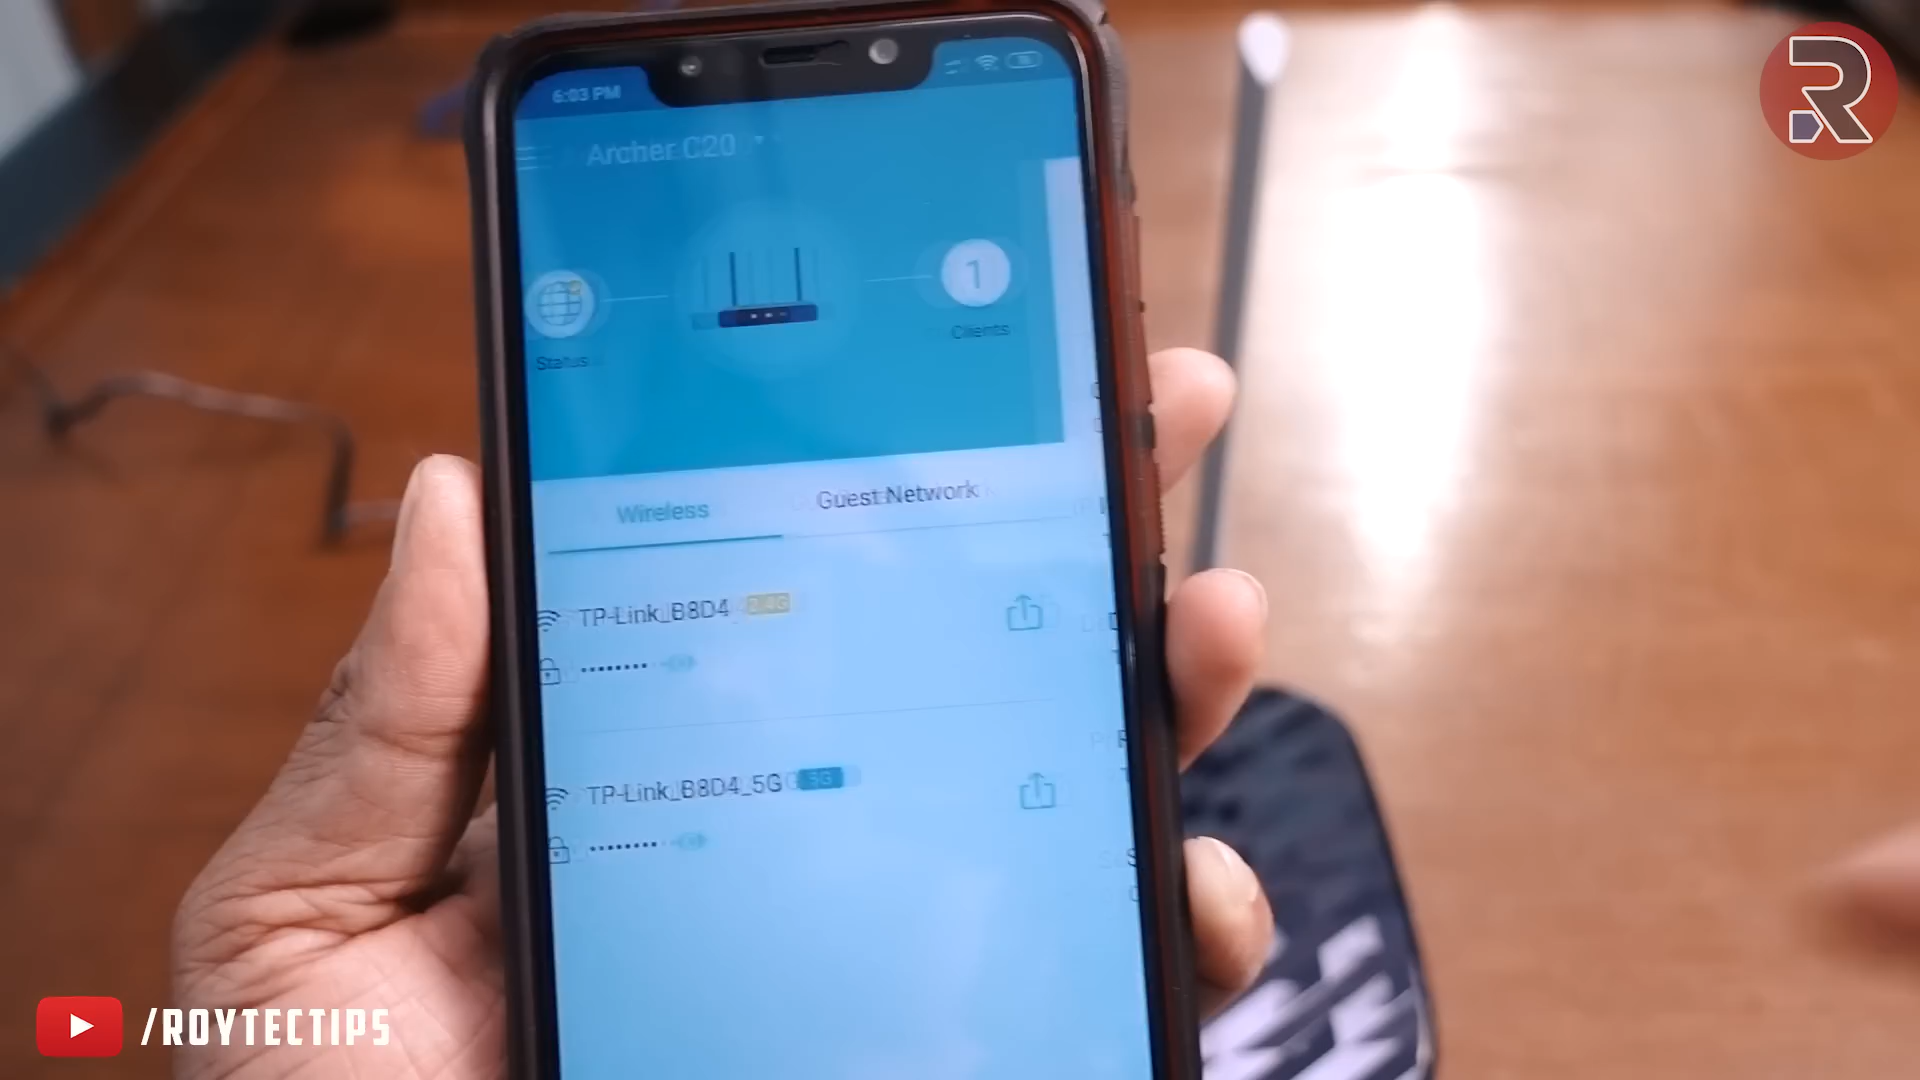 6:03 PM
Archer C20
1
Status
Clients
Wireless
Guest Network
TP-Link_B8D4 2.4G
••••••••
TP-Link_B8D4_5G 5G
••••••••
R
/ROYTECTIPS